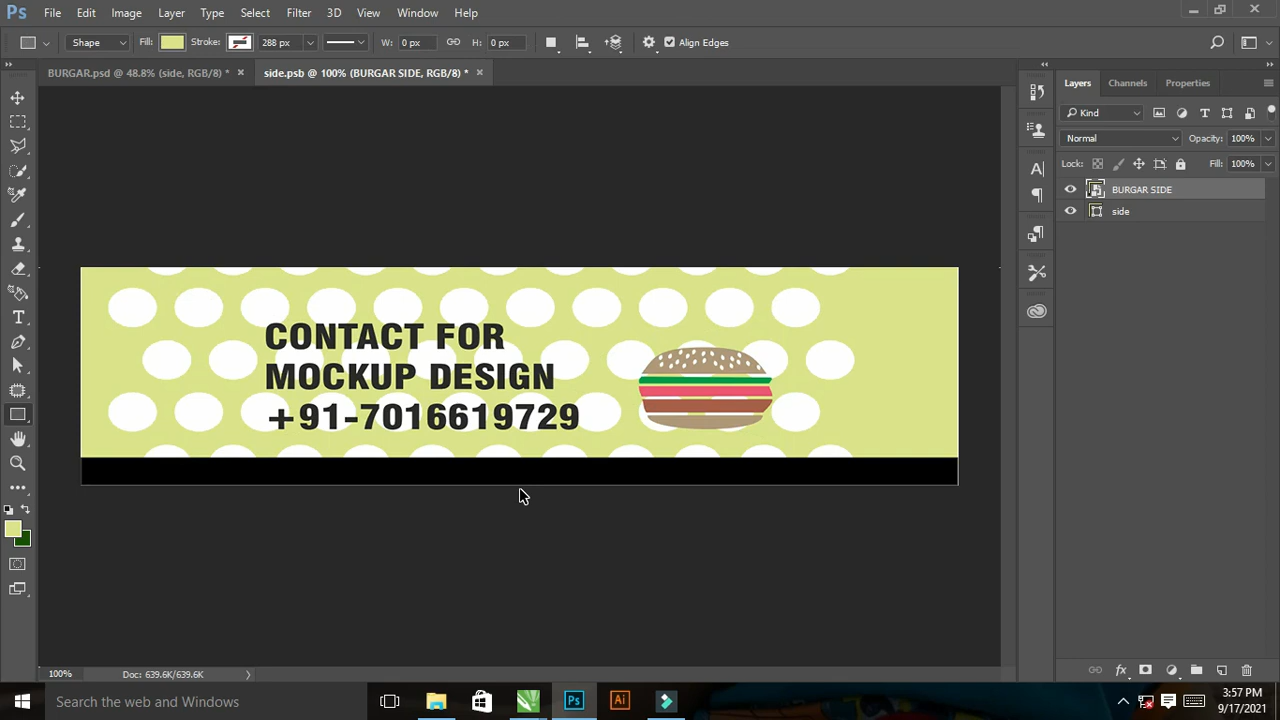 Ps File Edit Image Layer Type Select Filter 3D View Window Help
Shape Fill: Stroke: 288 px W: 0 px H: 0 px Align Edges
BURGAR.psd @ 48.8% (side, RGB/8) * × side.psb @ 100% (BURGAR SIDE, RGB/8) * ×
Layers Channels Properties
Kind
Normal Opacity: 100%
Lock: Fill: 100%
BURGAR SIDE
side
CONTACT FOR
MOCKUP DESIGN
+91-7016619729
100% Doc: 639.6K/639.6K
Search the web and Windows
Ps
Ai
3:57 PM
9/17/2021